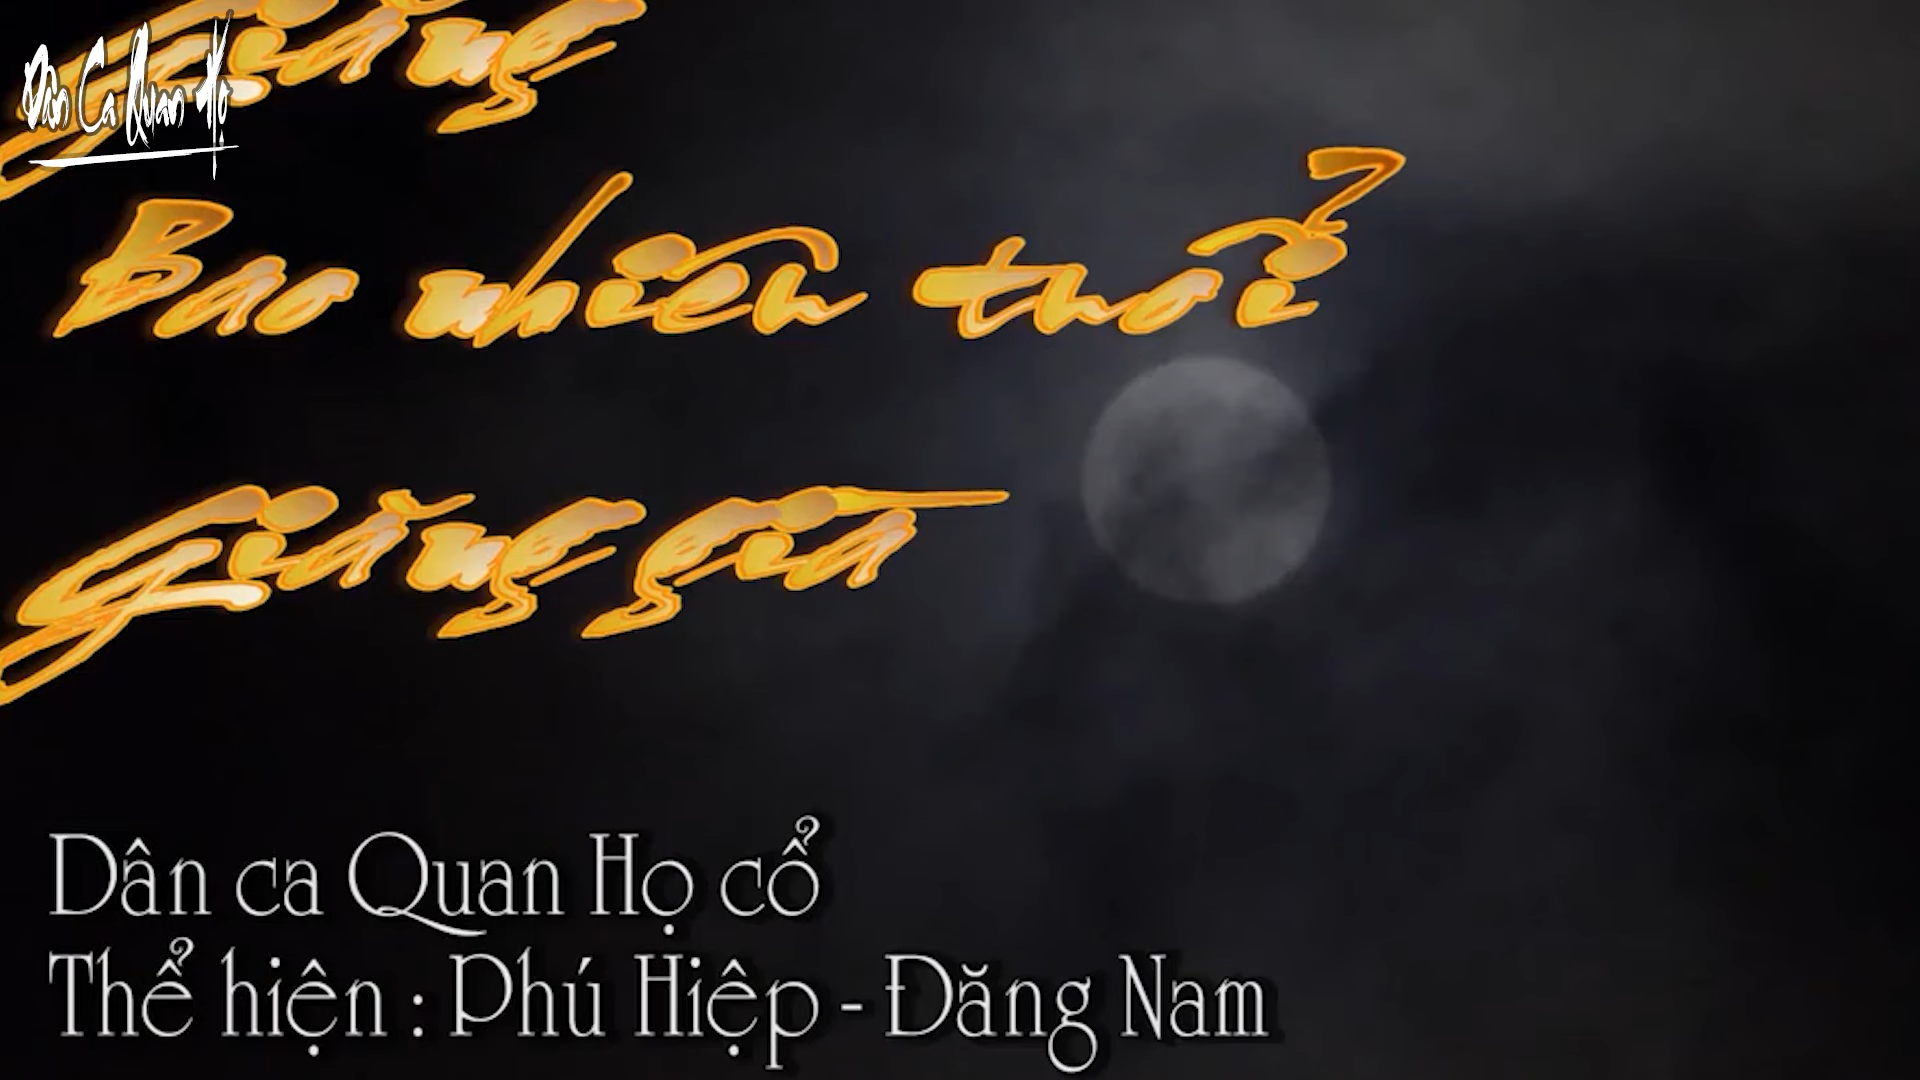 Giăng
Dân Ca Quan Họ
Bao nhiêu tuổi
Giăng già
Dân ca Quan Họ cổ
Thể hiện : Phú Hiệp - Đăng Nam